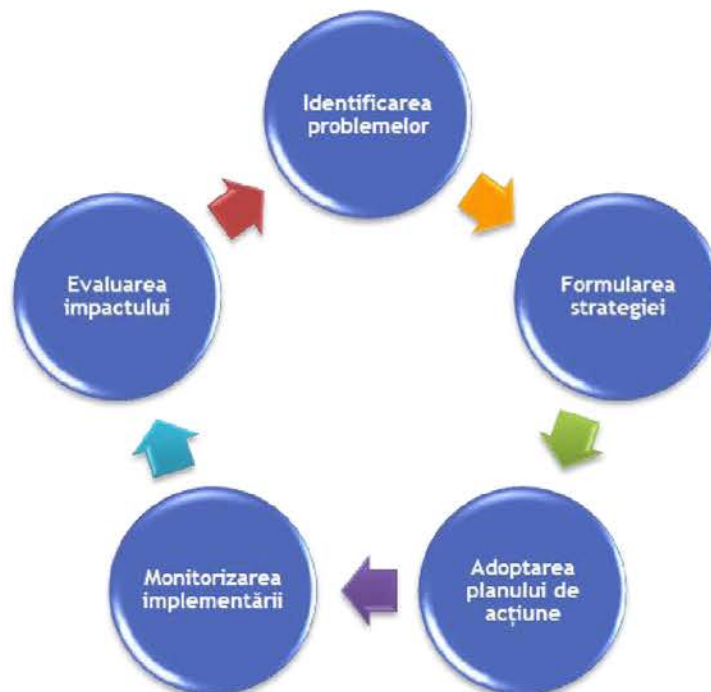 Identificarea
problemelor
Formularea
strategiei
Adoptarea
planului de
acțiune
Monitorizarea
implementării
Evaluarea
impactului